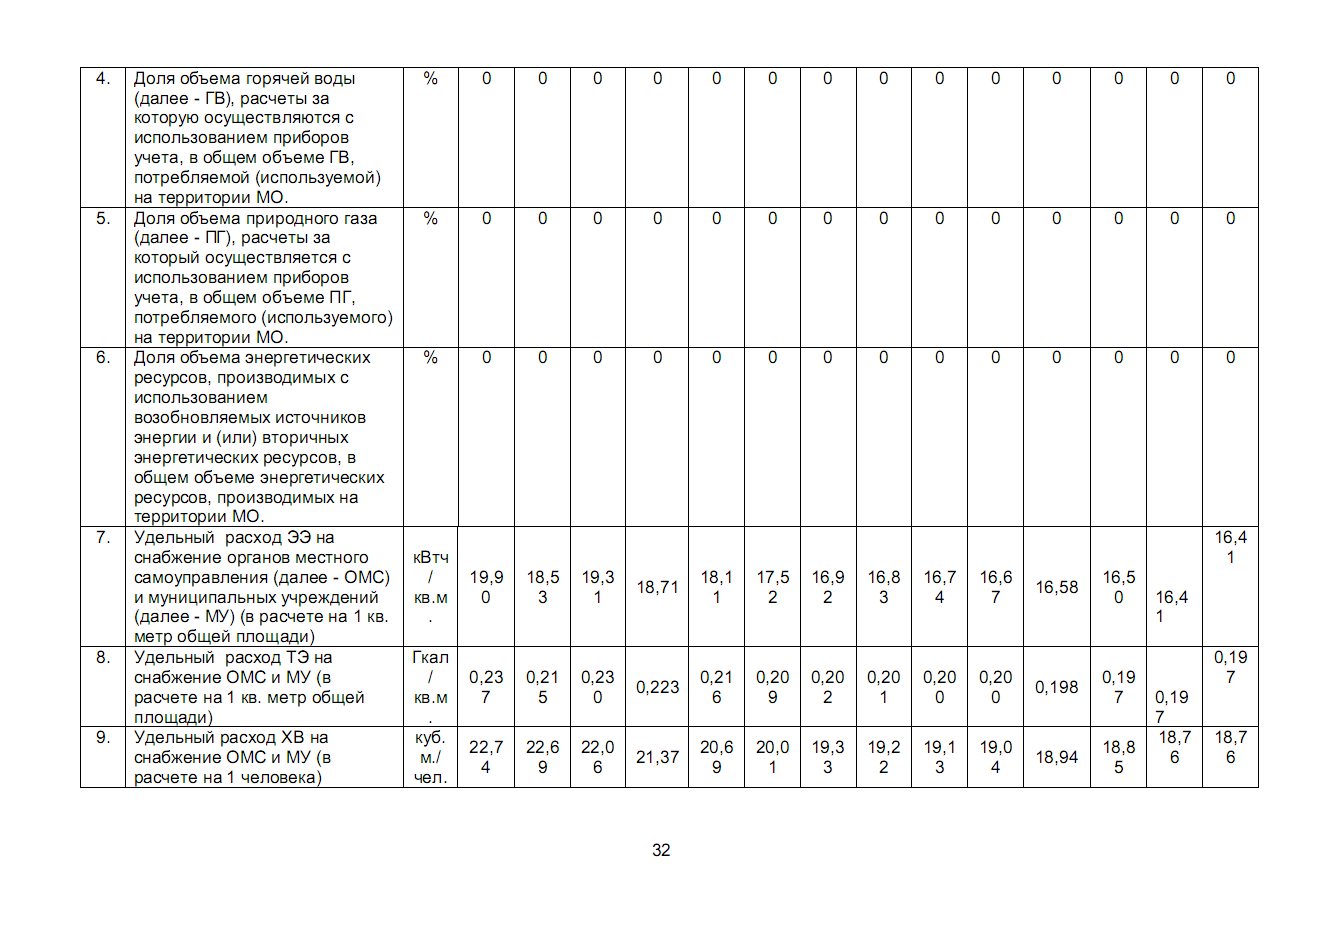 4. Доля объема горячей воды % 0 0 0 0 0 0 0 0 0 0 0 0 0 0
(далее - ГВ), расчеты за
которую осуществляются с
использованием приборов
учета, в общем объеме ГВ,
потребляемой (используемой)
на территории МО.
5. Доля объема природного газа % 0 0 0 0 0 0 0 0 0 0 0 0 0 0
(далее - ПГ), расчеты за
который осуществляется с
использованием приборов
учета, в общем объеме ПГ,
потребляемого (используемого)
на территории МО.
6. Доля объема энергетических % 0 0 0 0 0 0 0 0 0 0 0 0 0 0
ресурсов, производимых с
использованием
возобновляемых источников
энергии и (или) вторичных
энергетических ресурсов, в
общем объеме энергетических
ресурсов, производимых на
территории МО.
7. Удельный расход ЭЭ на 16,4
снабжение органов местного кВтч 1
самоуправления (далее - ОМС) / 19,9 18,5 19,3 18,71 18,1 17,5 16,9 16,8 16,7 16,6 16,58 16,5
и муниципальных учреждений кв.м 0 3 1 1 2 2 3 4 7 0 16,4
(далее - МУ) (в расчете на 1 кв. . 1
метр общей площади)
8. Удельный расход ТЭ на Гкал 0,19
снабжение ОМС и МУ (в / 0,23 0,21 0,23 0,223 0,21 0,20 0,20 0,20 0,20 0,20 0,198 0,19 7
расчете на 1 кв. метр общей кв.м 7 5 0 6 9 2 1 0 0 7 0,19
площади) . 7
9. Удельный расход ХВ на куб. 18,7 18,7
снабжение ОМС и МУ (в м./ 22,7 22,6 22,0 21,37 20,6 20,0 19,3 19,2 19,1 19,0 18,94 18,8 6 6
расчете на 1 человека) чел. 4 9 6 9 1 3 2 3 4 5
32